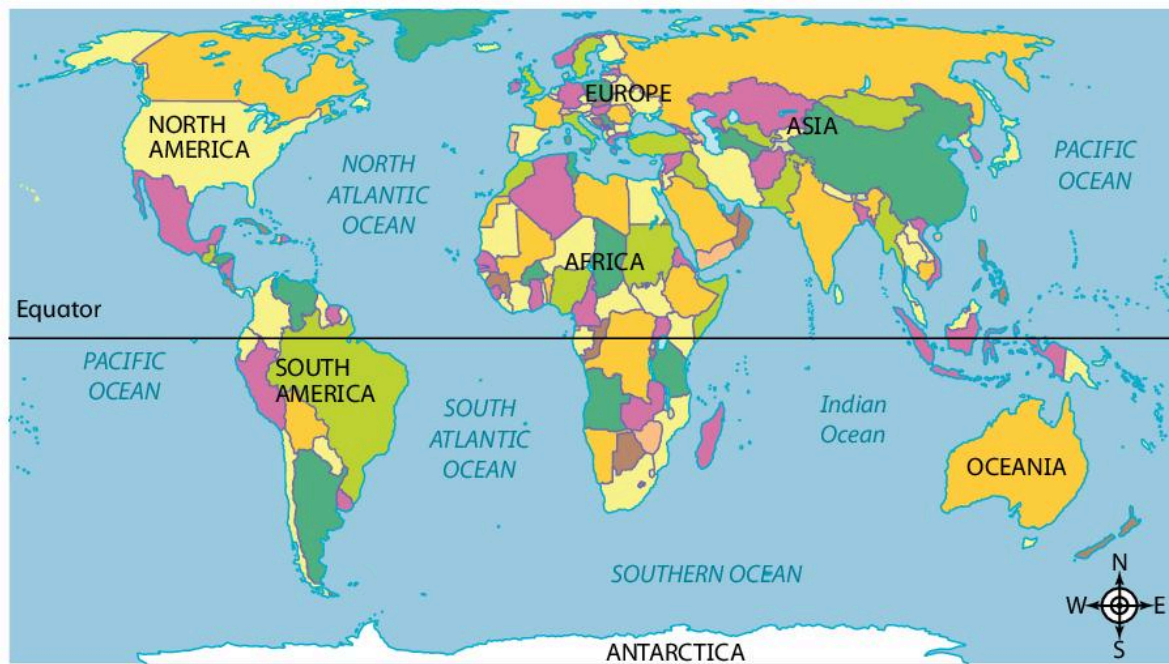 EUROPE
ASIA
NORTH
AMERICA
NORTH
ATLANTIC
OCEAN
PACIFIC
OCEAN
AFRICA
Equator
PACIFIC
OCEAN
SOUTH
AMERICA
SOUTH
ATLANTIC
OCEAN
Indian
Ocean
OCEANIA
SOUTHERN OCEAN
N
W
E
S
ANTARCTICA